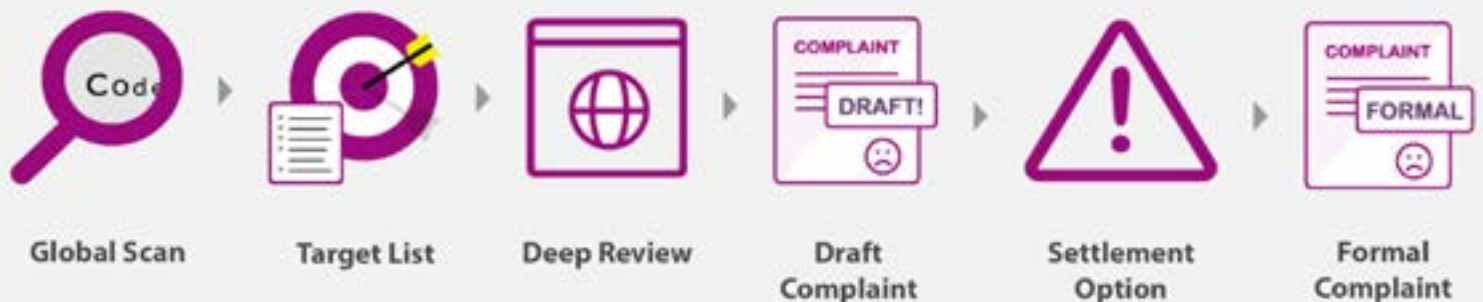 Code
COMPLAINT
DRAFT!
COMPLAINT
FORMAL
Global Scan
Target List
Deep Review
Draft
Complaint
Settlement
Option
Formal
Complaint